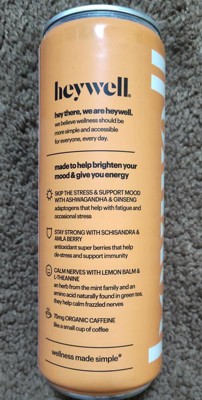 heywell.
hey there, we are heywell.
we believe wellness should be
more simple and accessible
for everyone, every day.
made to help brighten your
mood & give you energy
SKIP THE STRESS & SUPPORT MOOD
WITH ASHWAGANDHA & GINSENG
adaptogens that help with fatigue and
occasional stress
STAY STRONG WITH SCHISANDRA &
AMLA BERRY
antioxidant super berries that help
de-stress and support immunity
CALM NERVES WITH LEMON BALM &
L-THEANINE
an herb from the mint family and an
amino acid naturally found in green tea,
they help calm frazzled nerves
75mg ORGANIC CAFFEINE
like a small cup of coffee
wellness made simple®